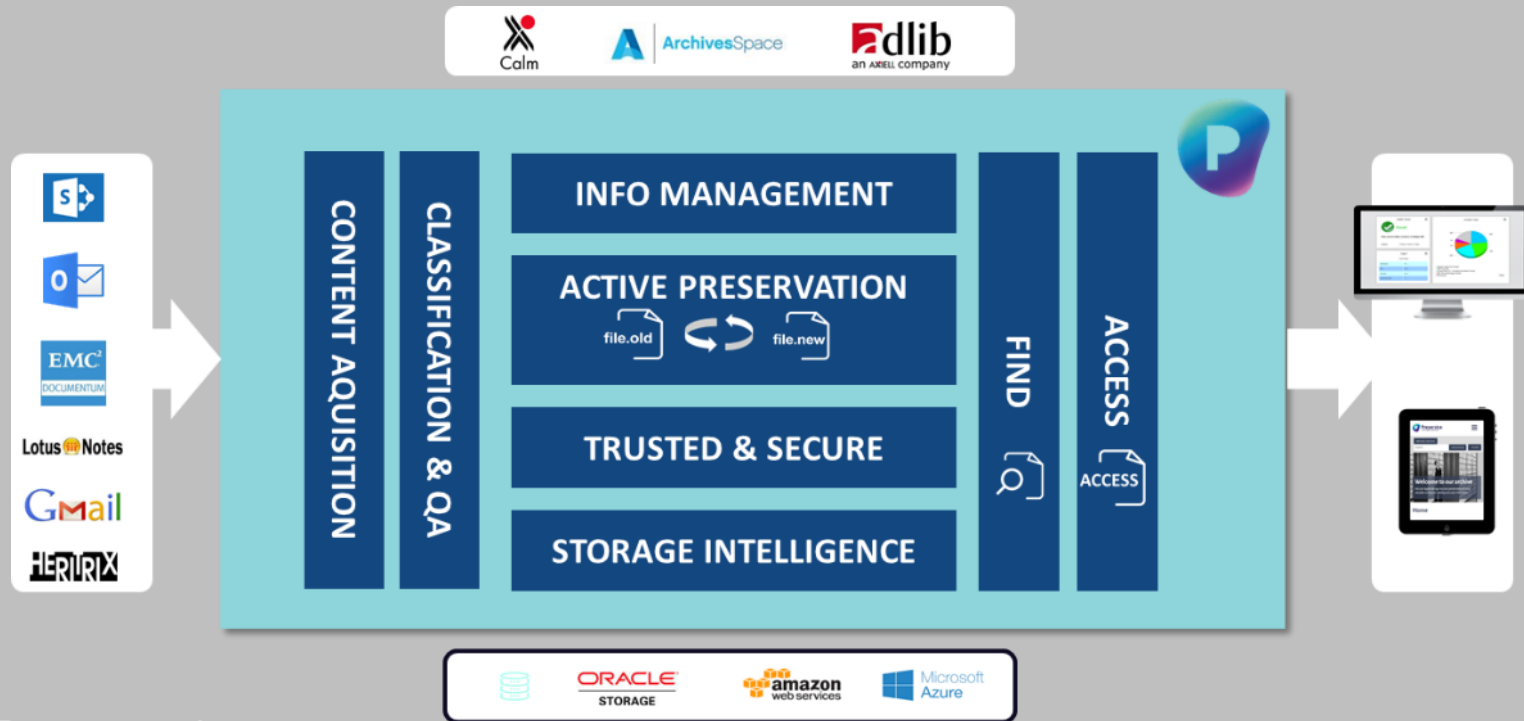 Calm
ArchivesSpace
adlib
an AXIELL company
P
S
O
EMC²
DOCUMENTUM
Lotus Notes
Gmail
HERITRIX
CONTENT AQUISITION
CLASSIFICATION & QA
INFO MANAGEMENT
ACTIVE PRESERVATION
file.old
file.new
TRUSTED & SECURE
STORAGE INTELLIGENCE
FIND
ACCESS
ACCESS
Preservica
Welcome to our archive
Home
ORACLE
STORAGE
amazon
web services
Microsoft
Azure